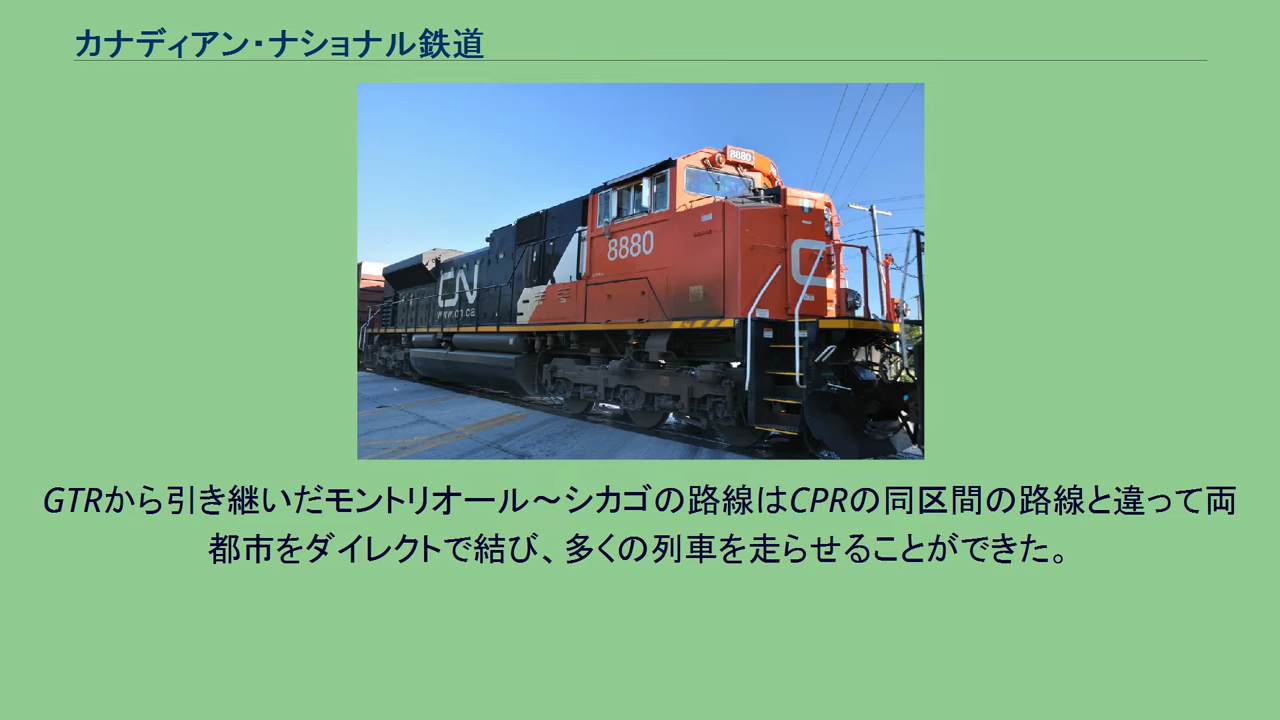 カナディアン・ナショナル鉄道
8880
8880
CN
www.cn.ca
C
GTRから引き継いだモントリオール～シカゴの路線はCPRの同区間の路線と違って両
都市をダイレクトで結び、多くの列車を走らせることができた。